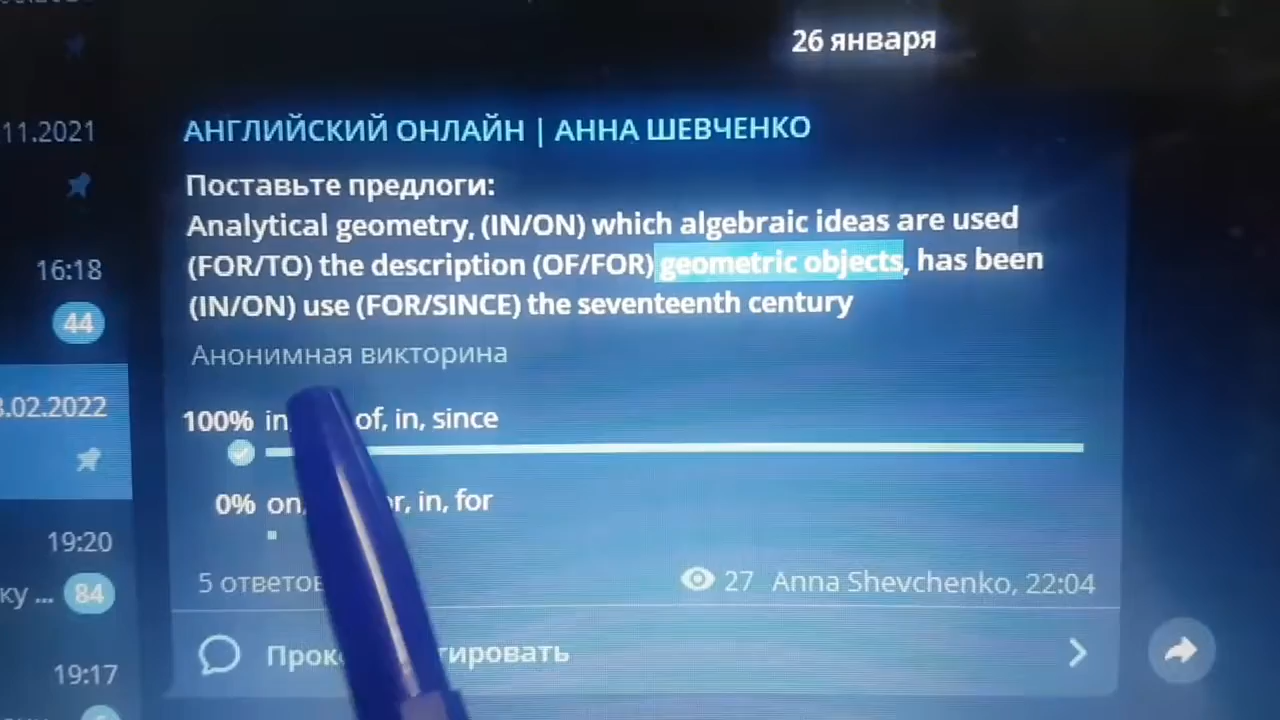 26 января
11.2021
АНГЛИЙСКИЙ ОНЛАЙН | АННА ШЕВЧЕНКО
Поставьте предлоги:
Analytical geometry, (IN/ON) which algebraic ideas are used
(FOR/TO) the description (OF/FOR) geometric objects, has been
(IN/ON) use (FOR/SINCE) the seventeenth century
16:18
44
Анонимная викторина
.02.2022
100% in, of, in, since
0% on, in, for
19:20
ку ... 84
5 ответов
27 Anna Shevchenko, 22:04
19:17